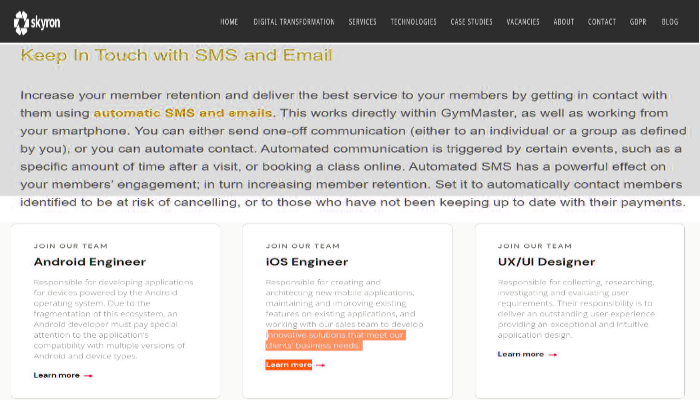 skyron
HOME DIGITAL TRANSFORMATION SERVICES TECHNOLOGIES CASE STUDIES VACANCIES ABOUT CONTACT GDPR BLOG
Keep In Touch with SMS and Email
Increase your member retention and deliver the best service to your members by getting in contact with
them using automatic SMS and emails. This works directly within GymMaster, as well as working from
your smartphone. You can either send one-off communication (either to an individual or a group as defined
by you), or you can automate contact. Automated communication is triggered by certain events, such as a
specific amount of time after a visit, or booking a class online. Automated SMS has a powerful effect on
your members' engagement; in turn increasing member retention. Set it to automatically contact members
identified to be at risk of cancelling, or to those who have not been keeping up to date with their payments.
JOIN OUR TEAM
Android Engineer
Responsible for developing applications
for devices powered by the Android
operating system. Due to the
fragmentation of this ecosystem, an
Android developer must pay special
attention to the application's
compatibility with multiple versions of
Android and device types.
Learn more →
JOIN OUR TEAM
iOS Engineer
Responsible for creating and
architecting new mobile applications,
maintaining and improving existing
features on existing applications, and
working with our sales team to develop
innovative solutions that meet our
clients' business needs.
Learn more →
JOIN OUR TEAM
UX/UI Designer
Responsible for collecting, researching,
investigating and evaluating user
requirements. Their responsibility is to
deliver an outstanding user experience
providing an exceptional and intuitive
application design.
Learn more →